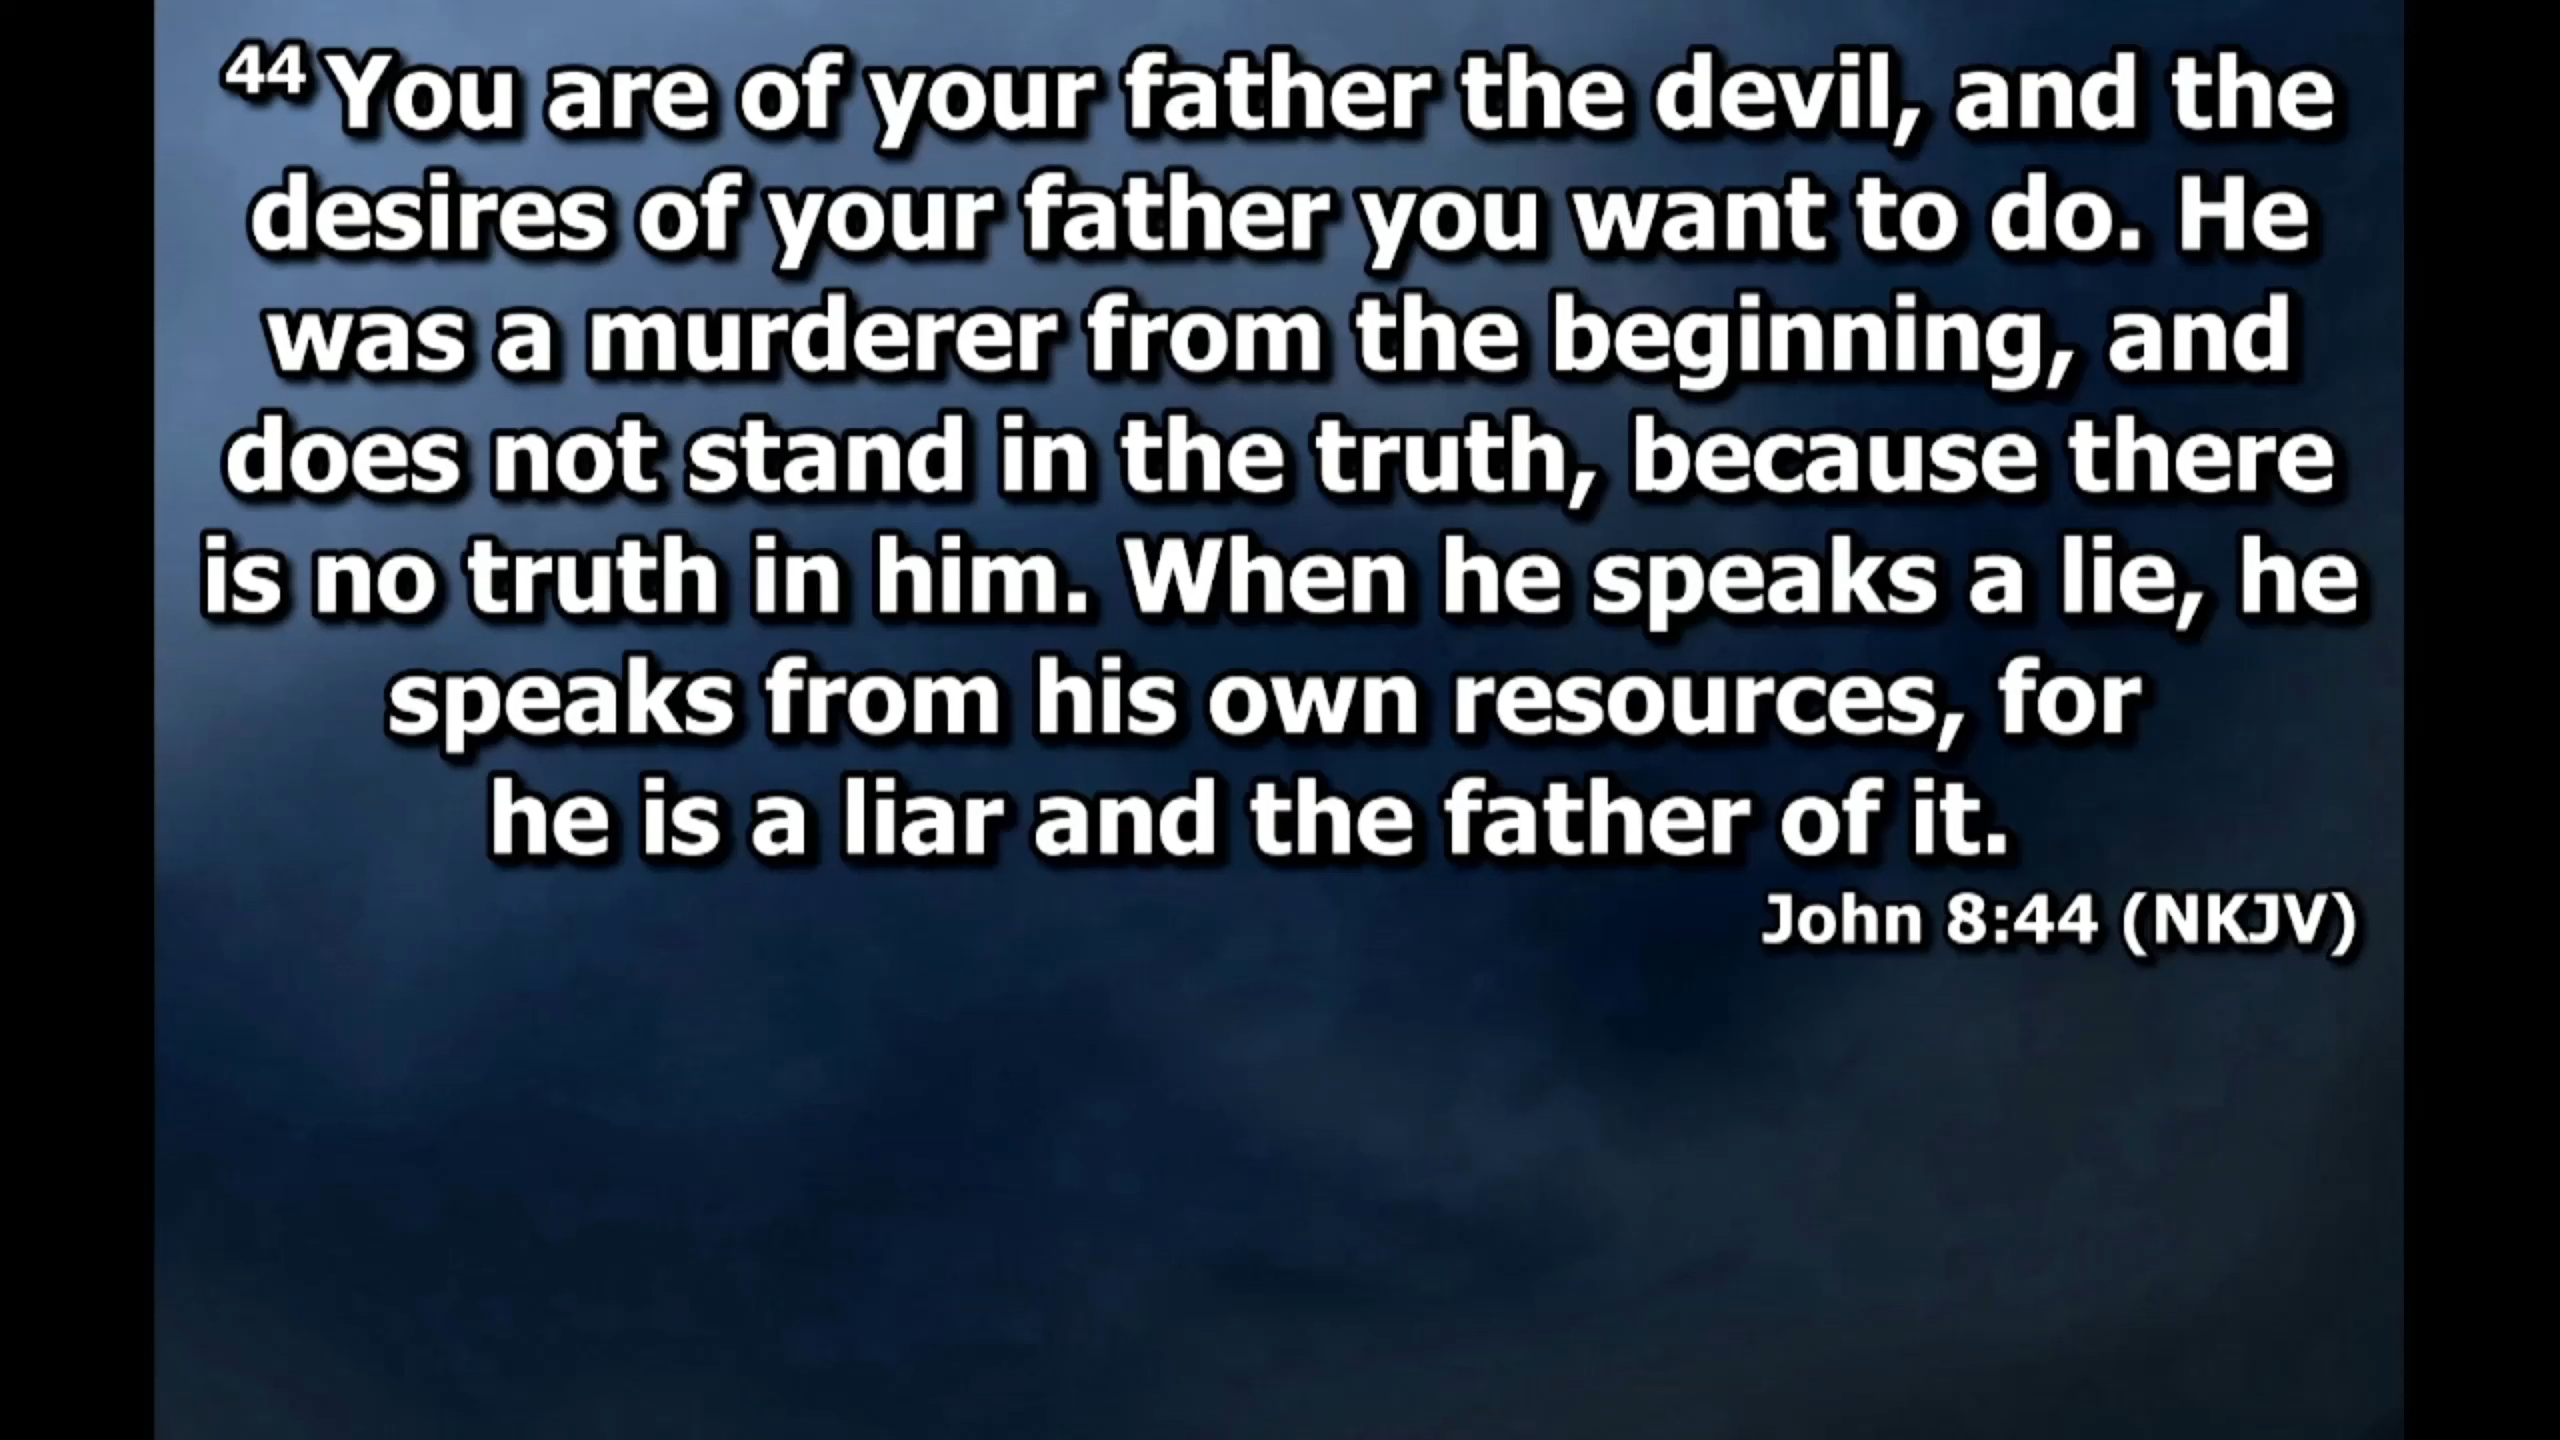 44 You are of your father the devil, and the
desires of your father you want to do. He
was a murderer from the beginning, and
does not stand in the truth, because there
is no truth in him. When he speaks a lie, he
speaks from his own resources, for
he is a liar and the father of it.
John 8:44 (NKJV)